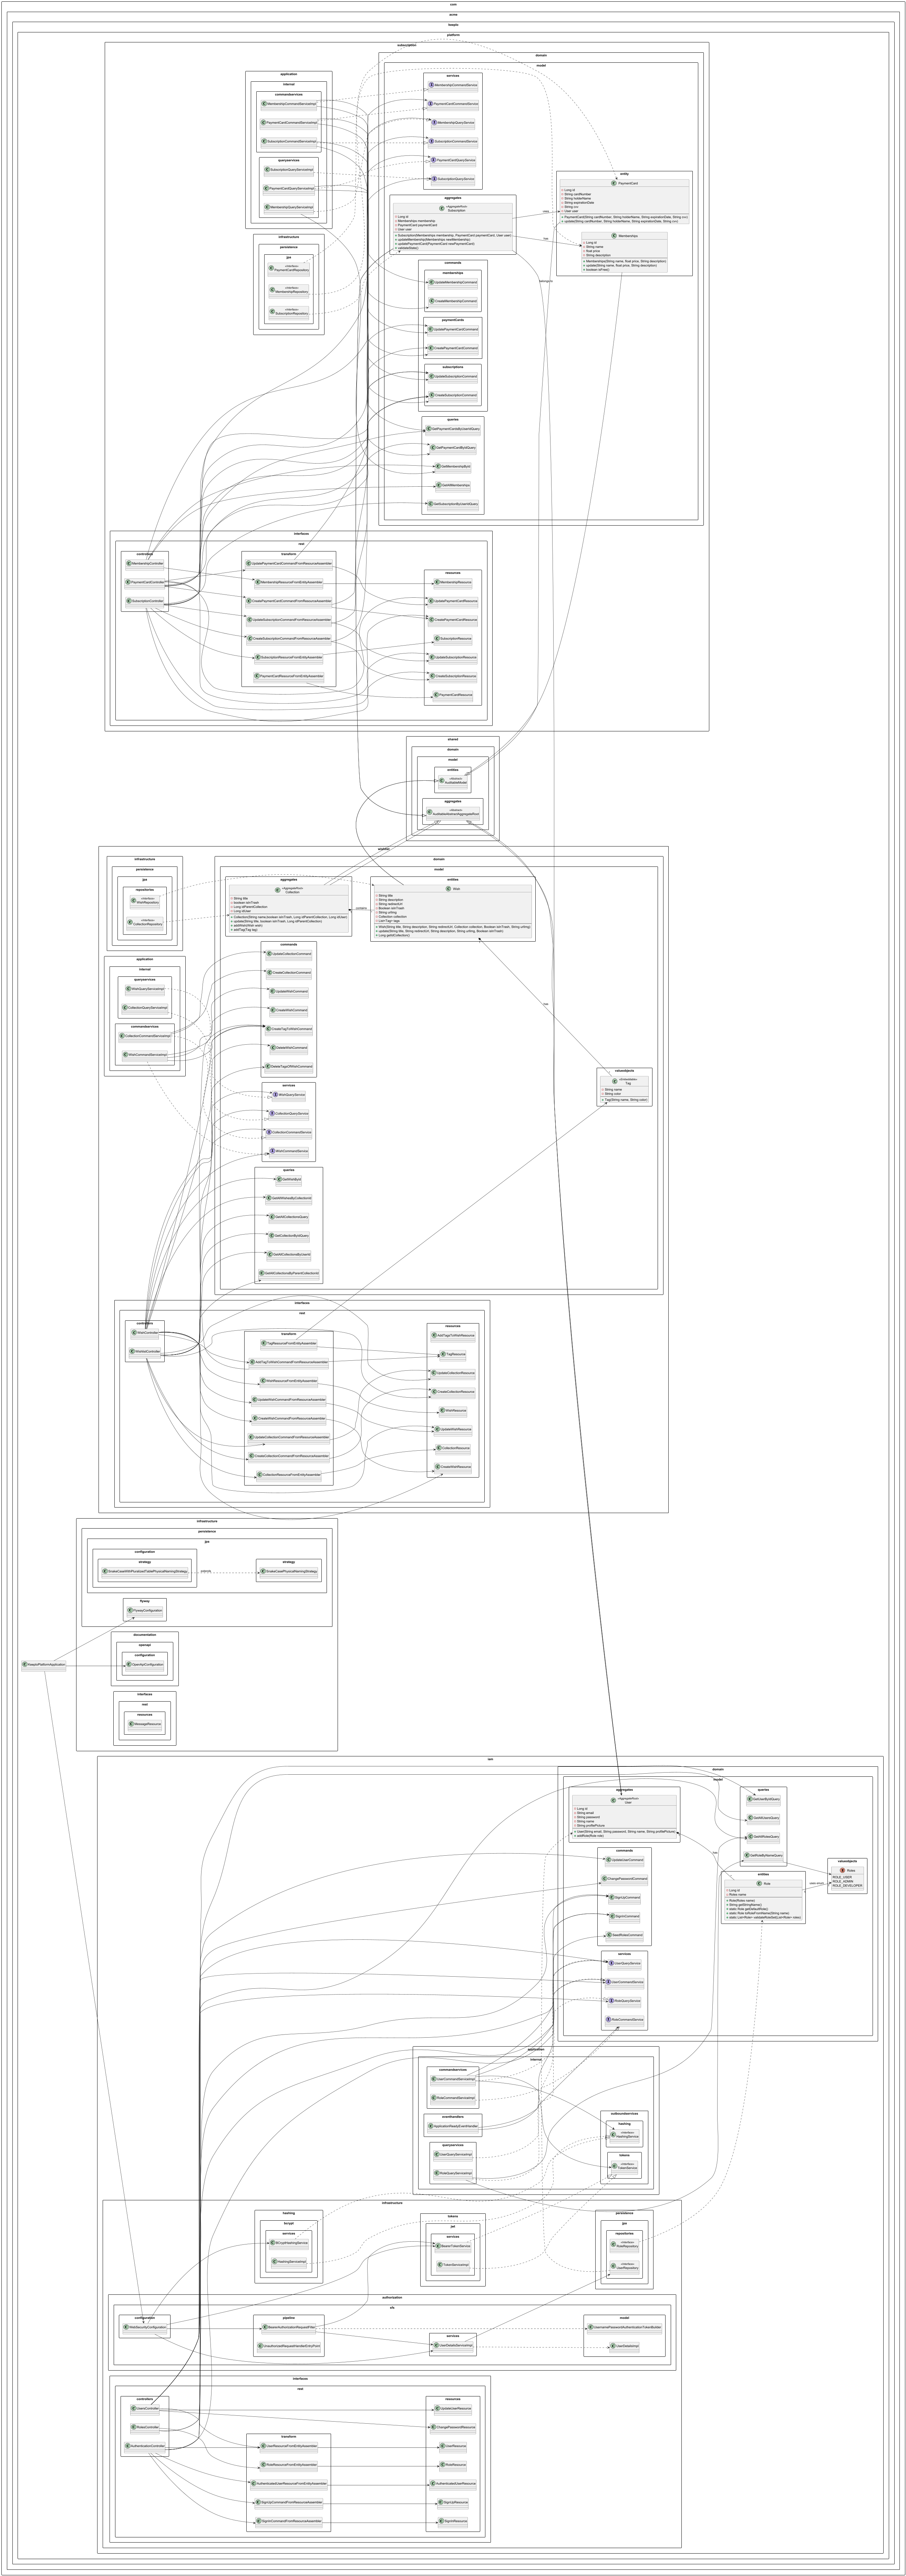 com
acme
keepix
platform
subscription
domain
model
application
internal
commandservices
MembershipCommandServiceImpl
PaymentCardCommandServiceImpl
SubscriptionCommandServiceImpl
queryservices
SubscriptionQueryServiceImpl
PaymentCardQueryServiceImpl
MembershipQueryServiceImpl
services
MembershipCommandService
PaymentCardCommandService
MembershipQueryService
SubscriptionCommandService
PaymentCardQueryService
SubscriptionQueryService
entity
PaymentCard
Long id
String cardNumber
String holderName
String expirationDate
String cvv
User user
PaymentCard(String cardNumber, String holderName, String expirationDate, String cvv)
update(String cardNumber, String holderName, String expirationDate, String cvv)
Memberships
Long id
String name
float price
String description
Memberships(String name, float price, String description)
update(String name, float price, String description)
boolean isFree()
aggregates
«AggregateRoot»
Subscription
Long id
Memberships membership
PaymentCard paymentCard
User user
Subscription(Memberships membership, PaymentCard paymentCard, User user)
updateMembership(Memberships newMembership)
updatePaymentCard(PaymentCard newPaymentCard)
validateState()
uses
has
belongs to
infrastructure
persistence
jpa
«interface»
PaymentCardRepository
«interface»
MembershipRepository
«interface»
SubscriptionRepository
commands
memberships
UpdateMembershipCommand
CreateMembershipCommand
paymentCards
UpdatePaymentCardCommand
CreatePaymentCardCommand
subscriptions
UpdateSubscriptionCommand
CreateSubscriptionCommand
queries
GetPaymentCardsByUserIdQuery
GetPaymentCardByIdQuery
GetMembershipById
GetAllMemberships
GetSubscriptionByUserIdQuery
interfaces
rest
controllers
MembershipController
PaymentCardController
SubscriptionController
transform
UpdatePaymentCardCommandFromResourceAssembler
MembershipResourceFromEntityAssembler
CreatePaymentCardCommandFromResourceAssembler
UpdateSubscriptionCommandFromResourceAssembler
CreateSubscriptionCommandFromResourceAssembler
SubscriptionResourceFromEntityAssembler
PaymentCardResourceFromEntityAssembler
resources
MembershipResource
UpdatePaymentCardResource
CreatePaymentCardResource
SubscriptionResource
UpdateSubscriptionResource
CreateSubscriptionResource
PaymentCardResource
shared
domain
model
entities
«Abstract»
AuditableModel
aggregates
«Abstract»
AuditableAbstractAggregateRoot
domain
model
infrastructure
persistence
jpa
repositories
«interface»
WishRepository
«interface»
CollectionRepository
aggregates
«AggregateRoot»
Collection
String title
boolean isInTrash
Long idParentCollection
Long idUser
update(String title, boolean isInTrash, Long idParentCollection)
addWish(Wish wish)
addTag(Tag tag)
contains
entities
Wish
String title
String description
String redirectUrl
Boolean isInTrash
String urlImg
Collection collection
List<Tag> tags
Wish(String title, String description, String redirectUrl, Collection collection, Boolean isInTrash, String urlImg)
update(String title, String redirectUrl, String description, String urlImg, Boolean isInTrash)
Long getIdCollection()
has
application
internal
queryservices
WishQueryServiceImpl
CollectionQueryServiceImpl
commandservices
CollectionCommandServiceImpl
WishCommandServiceImpl
commands
UpdateCollectionCommand
CreateCollectionCommand
UpdateWishCommand
CreateWishCommand
CreateTagToWishCommand
DeleteWishCommand
DeleteTagsOfWishCommand
valueobjects
«Embeddable»
Tag
String name
String color
Tag(String name, String color)
services
WishQueryService
CollectionQueryService
CollectionCommandService
WishCommandService
queries
GetWishById
GetAllWishesByCollectionId
GetAllCollectionsQuery
GetCollectionByIdQuery
GetAllCollectionsByUserId
GetAllCollectionsByParentCollectionId
interfaces
rest
controllers
WishController
WishlistController
transform
TagResourceFromEntityAssembler
AddTagToWishCommandFromResourceAssembler
WishResourceFromEntityAssembler
UpdateWishCommandFromResourceAssembler
CreateWishCommandFromResourceAssembler
UpdateCollectionCommandFromResourceAssembler
CreateCollectionCommandFromResourceAssembler
CollectionResourceFromEntityAssembler
resources
AddTagsToWishResource
TagResource
UpdateCollectionResource
CreateCollectionResource
WishResource
UpdateWishResource
CollectionResource
CreateWishResource
infrastructure
persistence
jpa
configuration
strategy
SnakeCaseWithPluralizedTablePhysicalNamingStrategy
extends
strategy
SnakeCasePhysicalNamingStrategy
flyway
FlywayConfiguration
documentation
openapi
configuration
OpenApiConfiguration
interfaces
rest
resources
MessageResource
KeepixPlatformApplication
iam
domain
model
aggregates
«AggregateRoot»
User
Long id
String email
String password
String name
String profilePicture
User(String email, String password, String name, String profilePicture)
addRole(Role role)
has
queries
GetUserByIdQuery
GetAllUsersQuery
GetAllRolesQuery
GetRoleByNameQuery
entities
Role
Long id
Roles name
Role(Roles name)
String getStringName()
static Role getDefaultRole()
static Role toRoleFromName(String name)
static List<Role> validateRoleSet(List<Role> roles)
valueobjects
Roles
ROLE_USER
ROLE_ADMIN
ROLE_DEVELOPER
commands
UpdateUserCommand
ChangePasswordCommand
SignUpCommand
SignInCommand
SeedRolesCommand
services
UserQueryService
UserCommandService
RoleQueryService
RoleCommandService
application
internal
commandservices
UserCommandServiceImpl
RoleCommandServiceImpl
eventhandlers
ApplicationReadyEventHandler
queryservices
UserQueryServiceImpl
RoleQueryServiceImpl
outboundservices
hashing
«interface»
HashingService
tokens
«interface»
TokenService
infrastructure
hashing
bcrypt
services
BCryptHashingService
HashingServiceImpl
tokens
jwt
services
BearerTokenService
TokenServiceImpl
persistence
jpa
repositories
«interface»
RoleRepository
«interface»
UserRepository
authorization
sfs
configuration
WebSecurityConfiguration
pipeline
BearerAuthorizationRequestFilter
UnauthorizedRequestHandlerEntryPoint
services
UserDetailsServiceImpl
model
UsernamePasswordAuthenticationTokenBuilder
UserDetailsImpl
interfaces
rest
controllers
UsersController
RolesController
AuthenticationController
transform
UserResourceFromEntityAssembler
RoleResourceFromEntityAssembler
AuthenticatedUserResourceFromEntityAssembler
SignUpCommandFromResourceAssembler
SignInCommandFromResourceAssembler
resources
UpdateUserResource
ChangePasswordResource
UserResource
RoleResource
AuthenticatedUserResource
SignUpResource
SignInResource